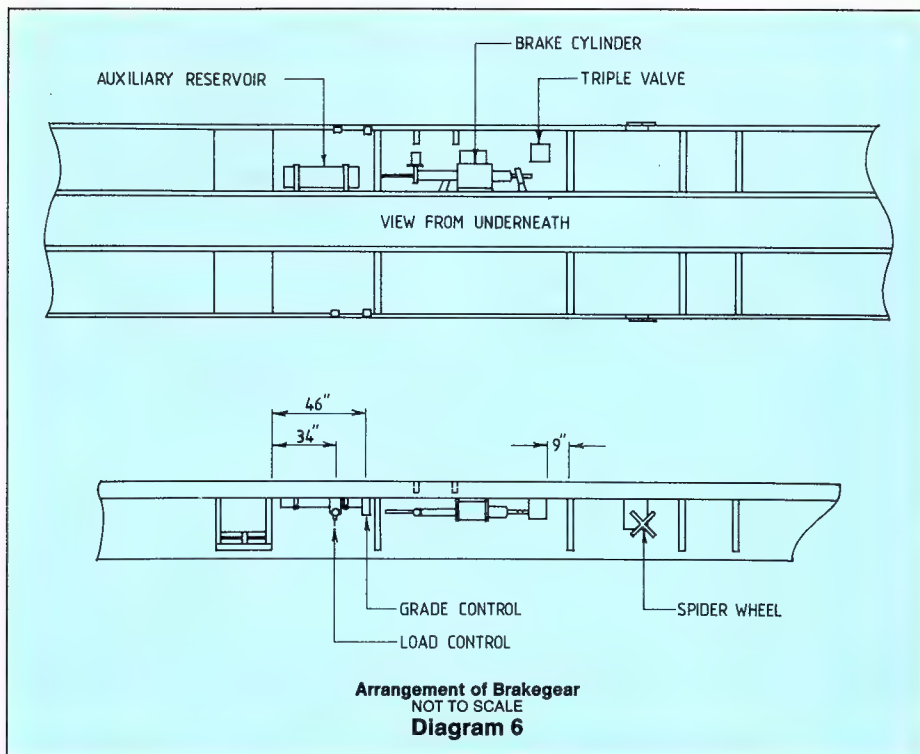 BRAKE CYLINDER
AUXILIARY RESERVOIR
TRIPLE VALVE
VIEW FROM UNDERNEATH
46"
34"
9"
GRADE CONTROL
LOAD CONTROL
SPIDER WHEEL
Arrangement of Brakegear
NOT TO SCALE
Diagram 6